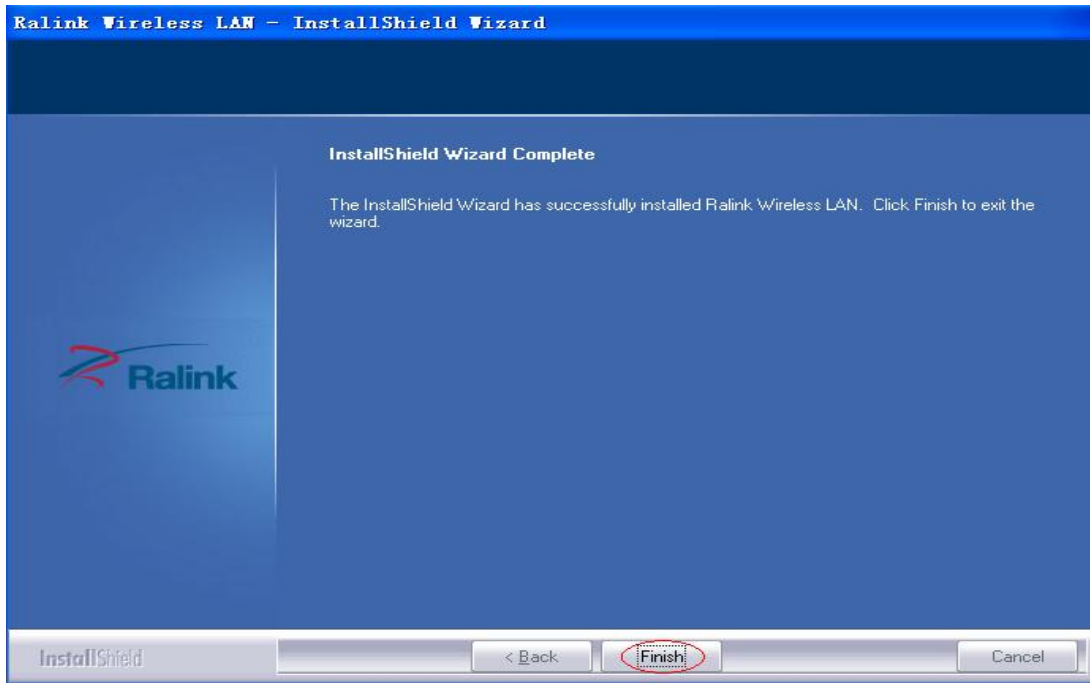 Ralink Wireless LAN - InstallShield Wizard
InstallShield Wizard Complete
The InstallShield Wizard has successfully installed Ralink Wireless LAN. Click Finish to exit the
wizard.
Ralink
InstallShield
< Back
Finish
Cancel